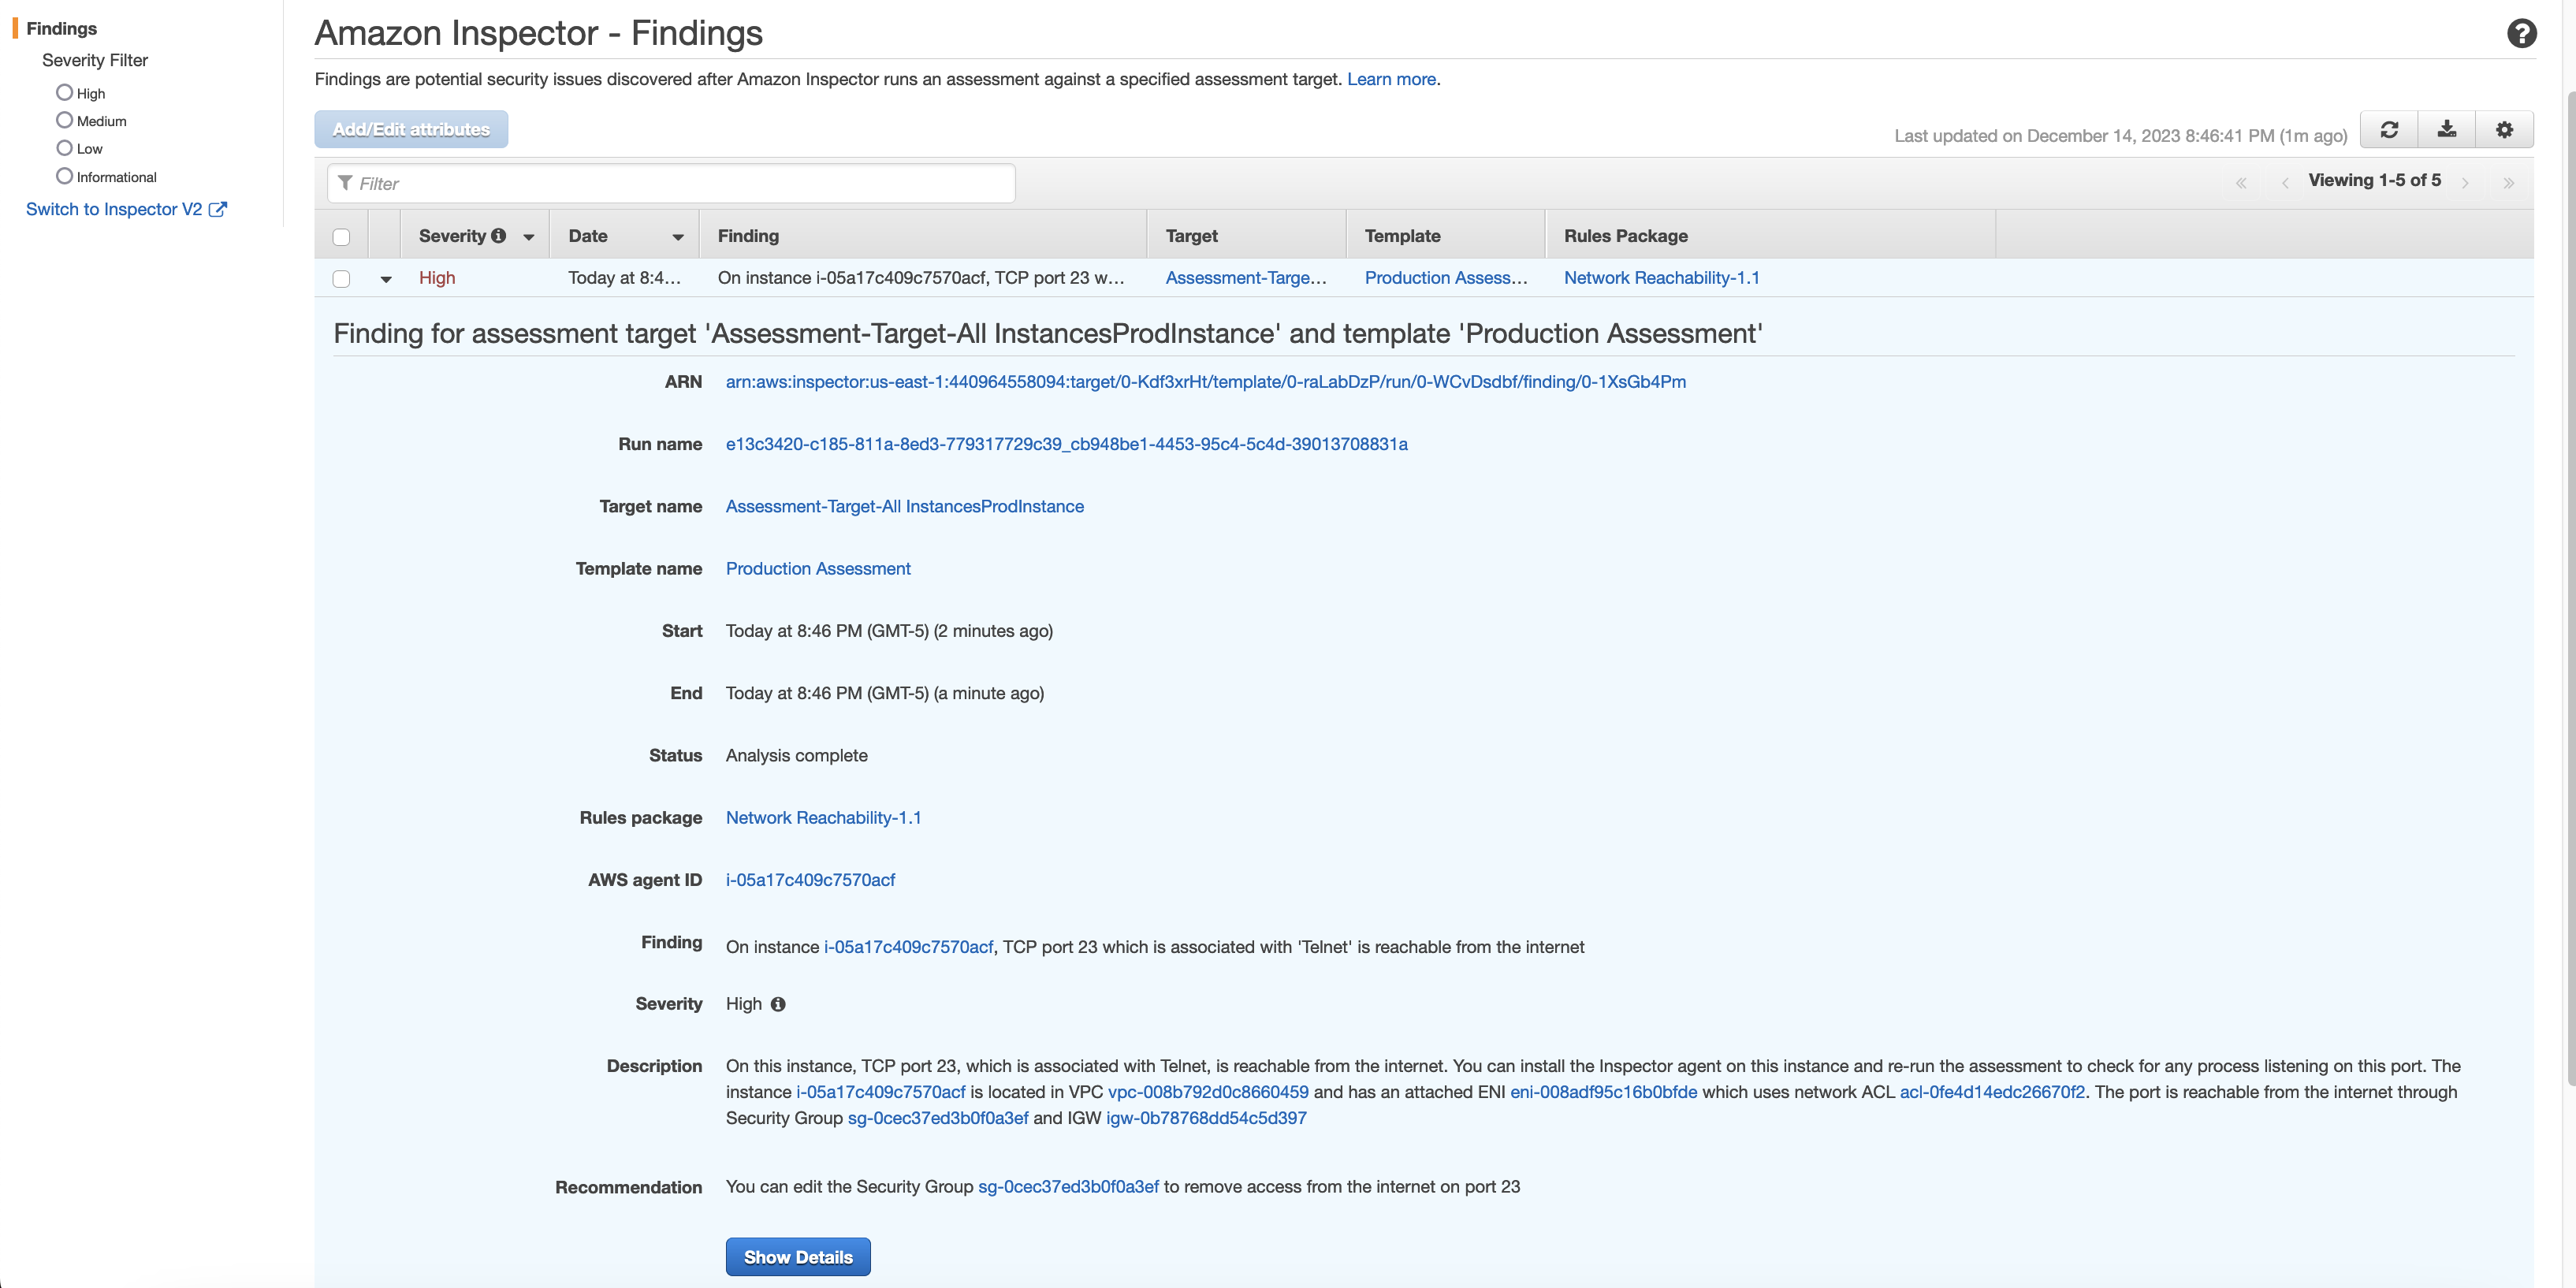 Findings
Severity Filter
High
Medium
Low
Informational
Switch to Inspector V2
Amazon Inspector - Findings
?
Findings are potential security issues discovered after Amazon Inspector runs an assessment against a specified assessment target. Learn more.
Add/Edit attributes
Last updated on December 14, 2023 8:46:41 PM (1m ago)
Filter
« ‹ Viewing 1-5 of 5 › »
Severity Date Finding Target Template Rules Package
High Today at 8:4... On instance i-05a17c409c7570acf, TCP port 23 w... Assessment-Targe... Production Assess... Network Reachability-1.1
Finding for assessment target 'Assessment-Target-All InstancesProdInstance' and template 'Production Assessment'
ARN arn:aws:inspector:us-east-1:440964558094:target/0-Kdf3xrHt/template/0-raLabDzP/run/0-WCvDsdbf/finding/0-1XsGb4Pm
Run name e13c3420-c185-811a-8ed3-779317729c39_cb948be1-4453-95c4-5c4d-39013708831a
Target name Assessment-Target-All InstancesProdInstance
Template name Production Assessment
Start Today at 8:46 PM (GMT-5) (2 minutes ago)
End Today at 8:46 PM (GMT-5) (a minute ago)
Status Analysis complete
Rules package Network Reachability-1.1
AWS agent ID i-05a17c409c7570acf
Finding On instance i-05a17c409c7570acf, TCP port 23 which is associated with 'Telnet' is reachable from the internet
Severity High
Description On this instance, TCP port 23, which is associated with Telnet, is reachable from the internet. You can install the Inspector agent on this instance and re-run the assessment to check for any process listening on this port. The
instance i-05a17c409c7570acf is located in VPC vpc-008b792d0c8660459 and has an attached ENI eni-008adf95c16b0bfde which uses network ACL acl-0fe4d14edc26670f2. The port is reachable from the internet through
Security Group sg-0cec37ed3b0f0a3ef and IGW igw-0b78768dd54c5d397
Recommendation You can edit the Security Group sg-0cec37ed3b0f0a3ef to remove access from the internet on port 23
Show Details